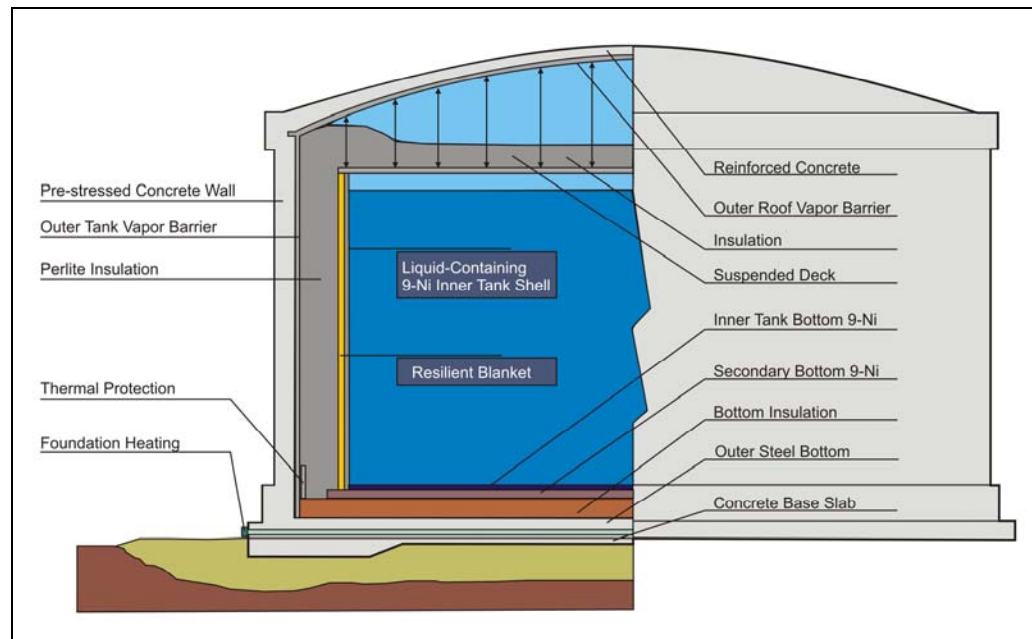 Pre-stressed Concrete Wall
Outer Tank Vapor Barrier
Perlite Insulation
Thermal Protection
Foundation Heating
Liquid-Containing
9-Ni Inner Tank Shell
Resilient Blanket
Reinforced Concrete
Outer Roof Vapor Barrier
Insulation
Suspended Deck
Inner Tank Bottom 9-Ni
Secondary Bottom 9-Ni
Bottom Insulation
Outer Steel Bottom
Concrete Base Slab